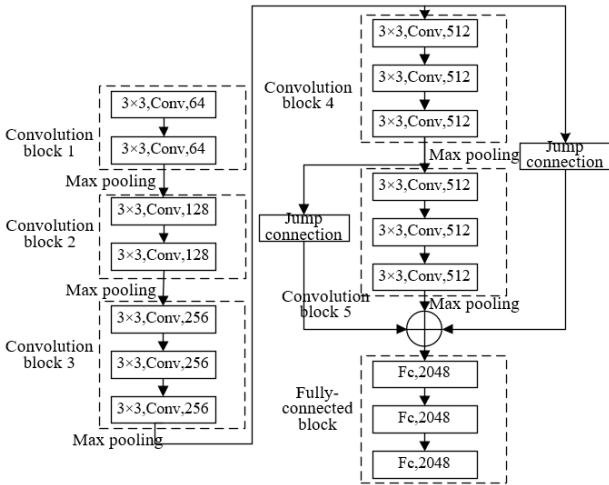 3×3,Conv,64
Convolution
block 1
3×3,Conv,64
Max pooling
3×3,Conv,128
Convolution
block 2
3×3,Conv,128
Max pooling
3×3,Conv,256
Convolution
block 3
3×3,Conv,256
3×3,Conv,256
Max pooling
3×3,Conv,512
Convolution
block 4
3×3,Conv,512
3×3,Conv,512
Max pooling
Jump
connection
3×3,Conv,512
Jump
connection
3×3,Conv,512
3×3,Conv,512
Convolution
block 5
Max pooling
Fc,2048
Fully-
connected
block
Fc,2048
Fc,2048